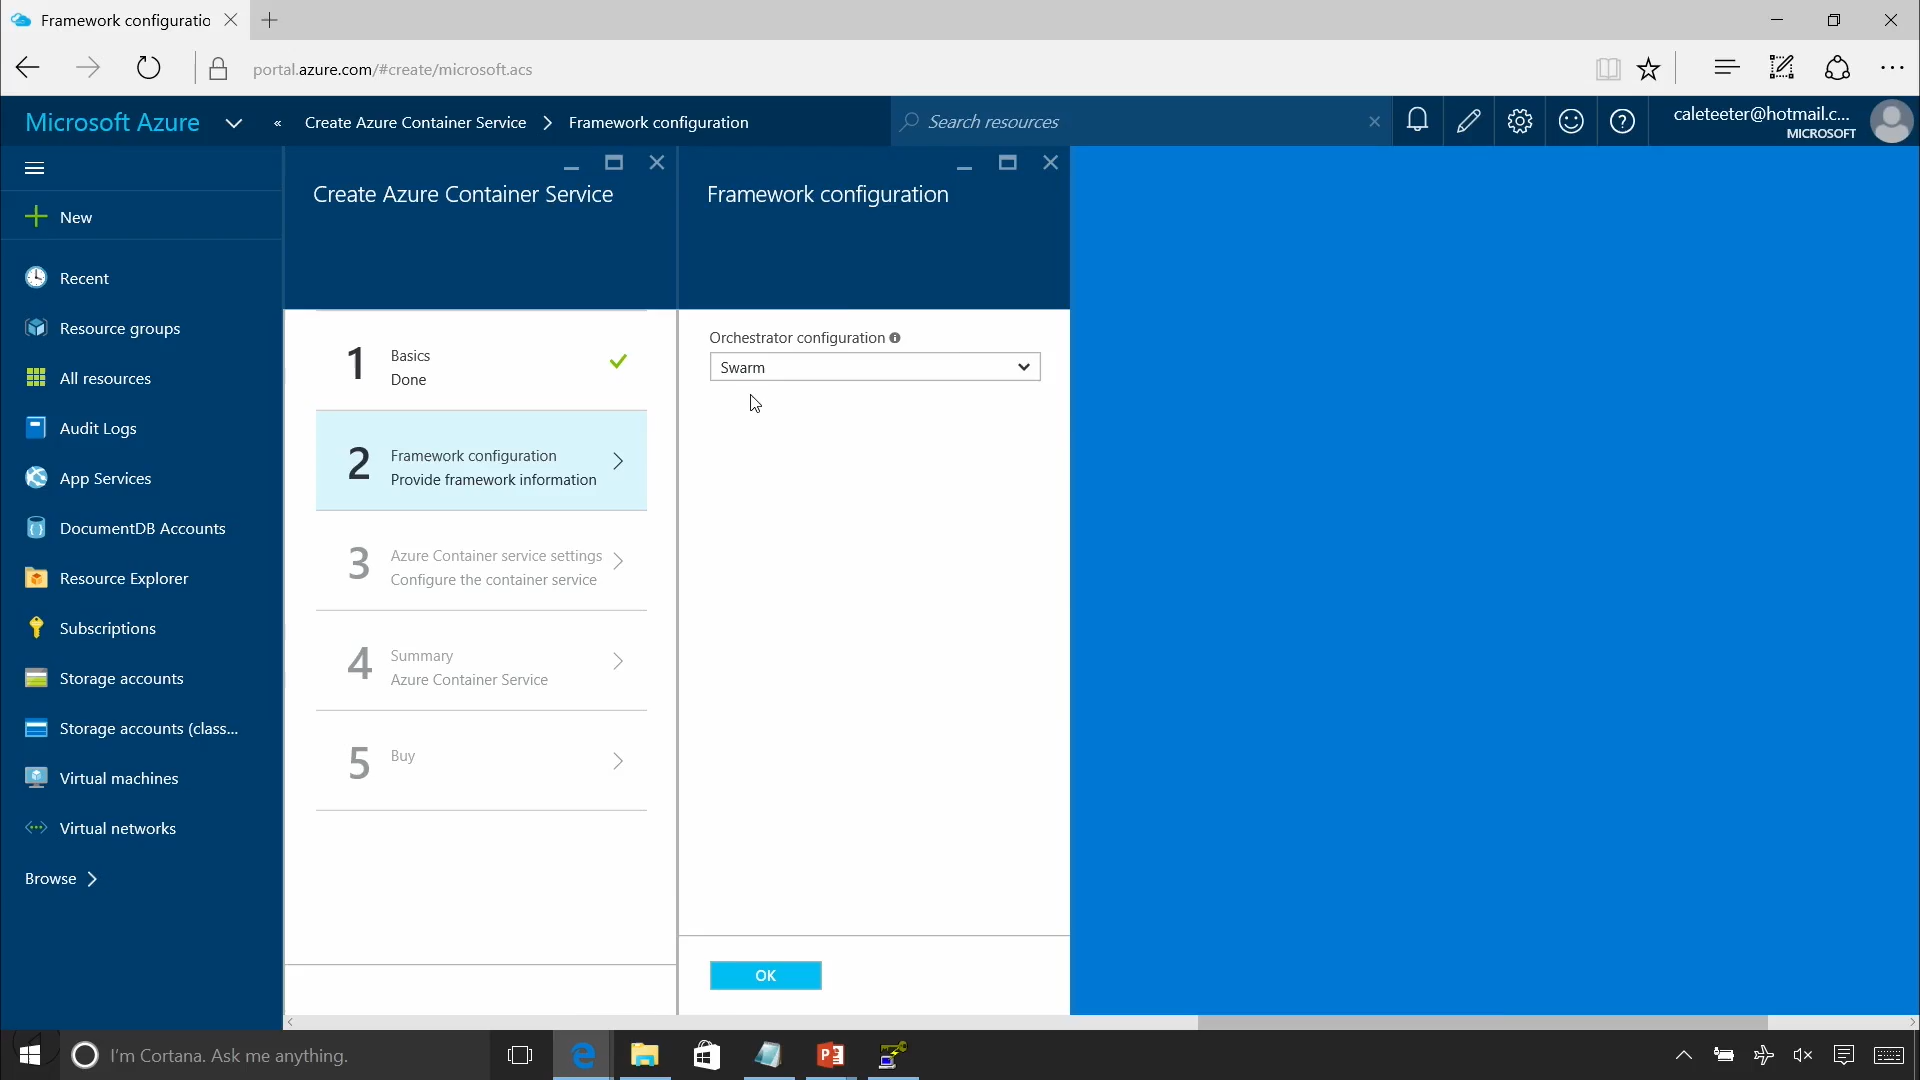 Framework configuratio
portal.azure.com/#create/microsoft.acs
Microsoft Azure
«
Create Azure Container Service
Framework configuration
Search resources
caleteeter@hotmail.c...
MICROSOFT
New
Recent
Resource groups
All resources
Audit Logs
App Services
DocumentDB Accounts
Resource Explorer
Subscriptions
Storage accounts
Storage accounts (class...
Virtual machines
Virtual networks
Browse
Create Azure Container Service
1
Basics
Done
2
Framework configuration
Provide framework information
3
Azure Container service settings
Configure the container service
4
Summary
Azure Container Service
5
Buy
Framework configuration
Orchestrator configuration
Swarm
OK
I'm Cortana. Ask me anything.